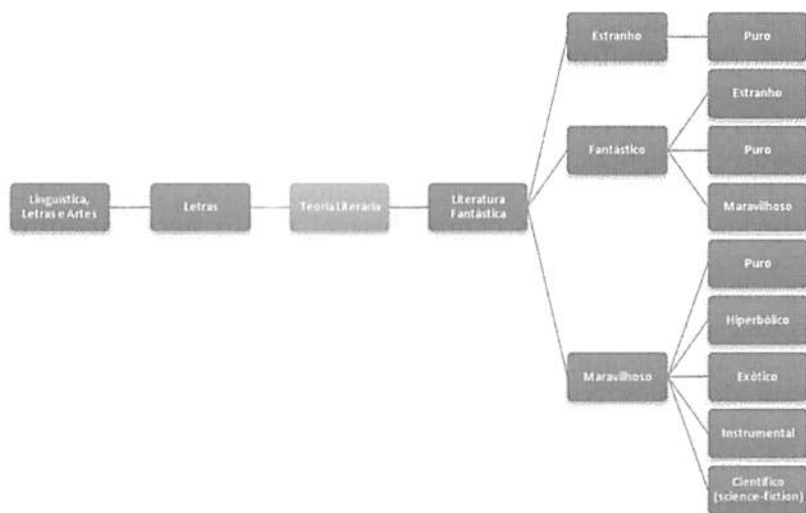 Estranho
Puro
Estranho
Fantástico
Puro
Linguística,
Letras e Artes
Letras
Teoria Literária
Literatura
Fantástica
Maravilhoso
Puro
Hiperbólico
Maravilhoso
Exótico
Instrumental
Científico
(science-fiction)